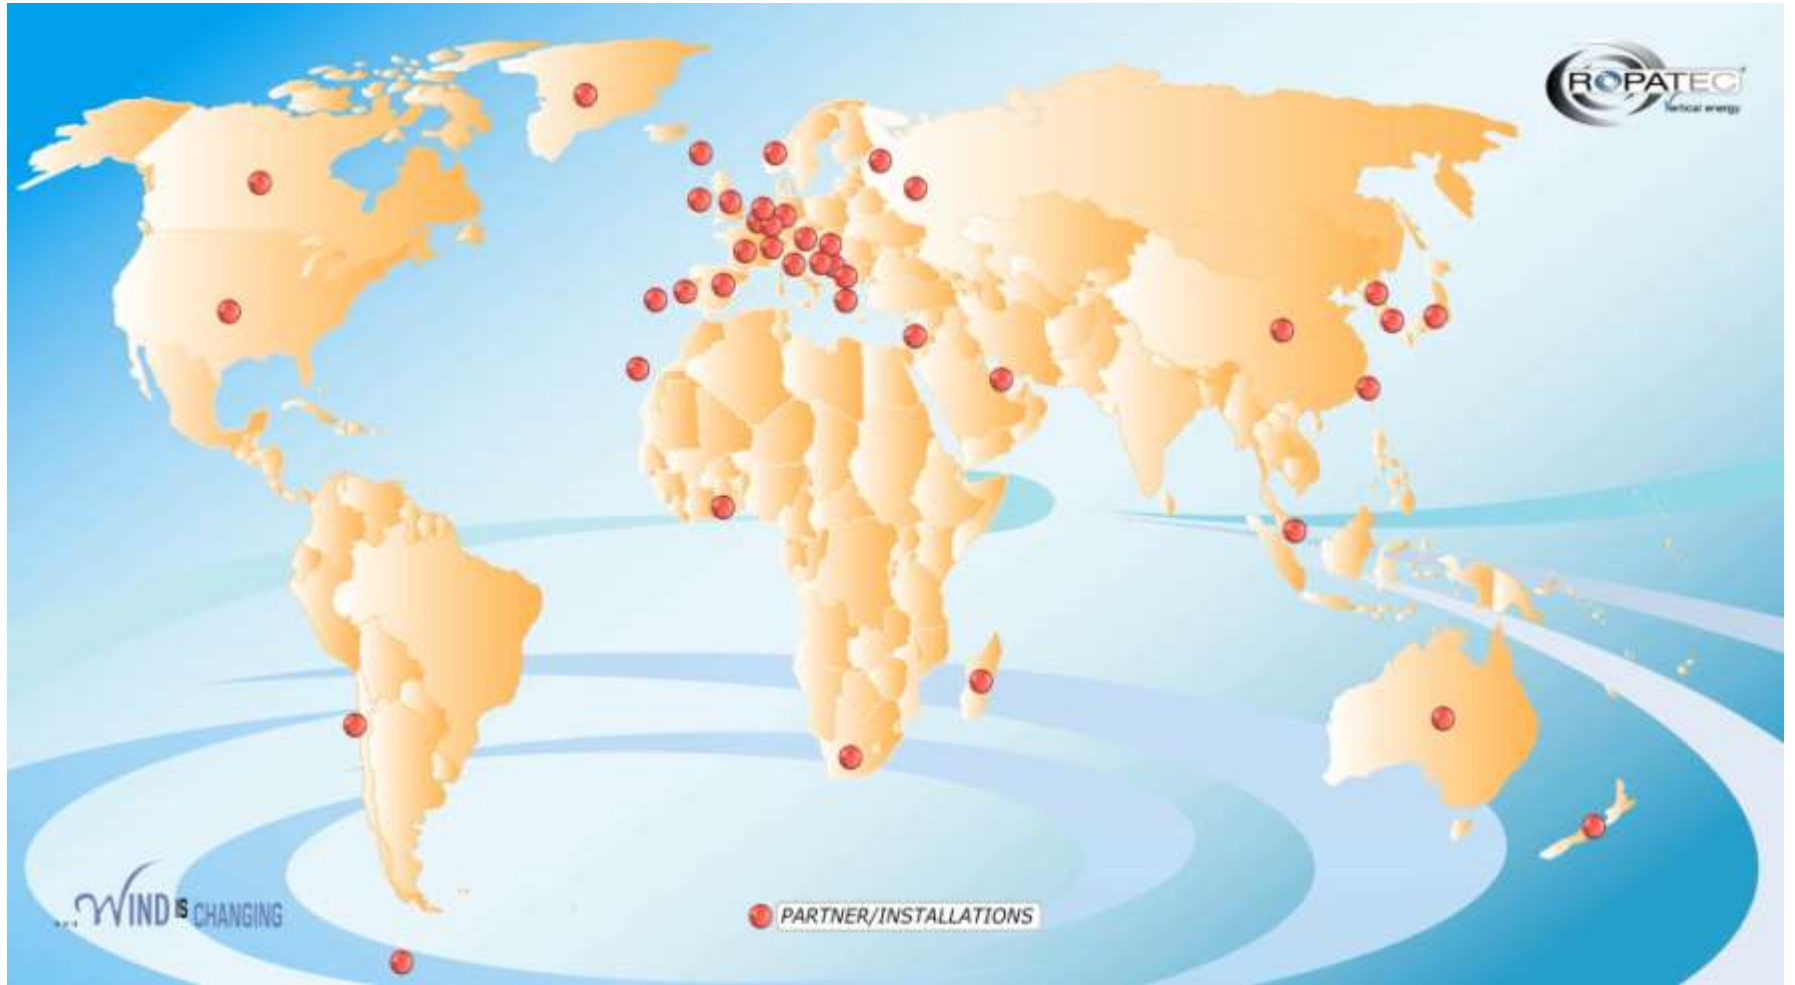 ROPATEC
vertical energy
...WIND IS CHANGING
PARTNER/INSTALLATIONS